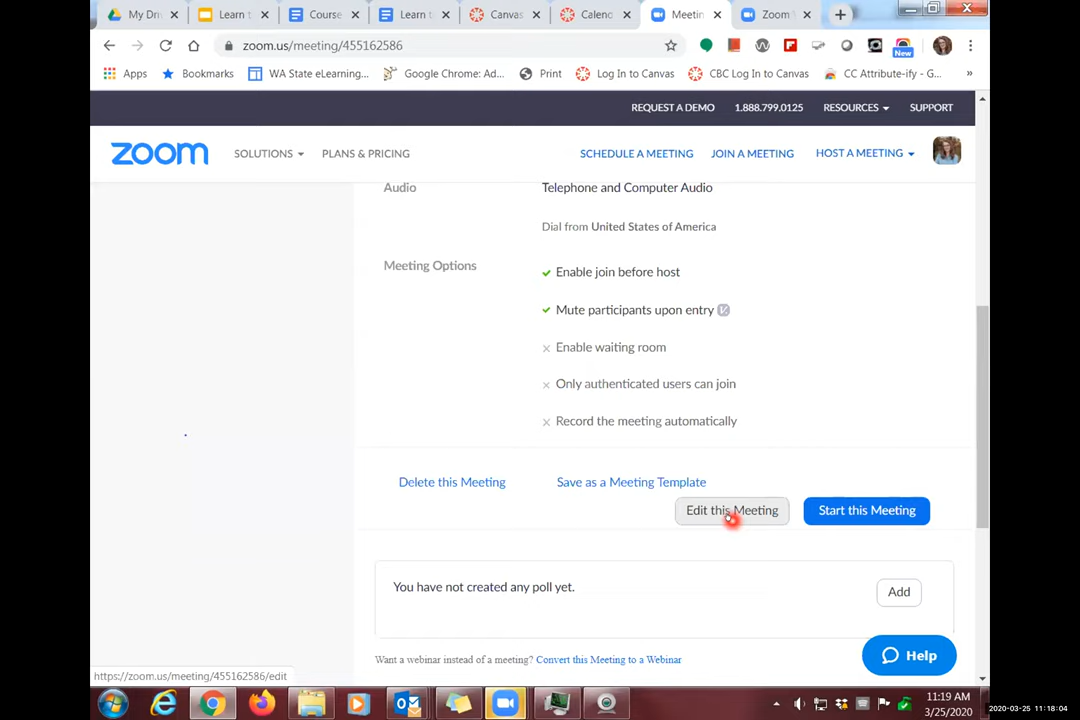 My Dri
Learn t
Course
Learn t
Canvas
Calend
Meetin
Zoom
zoom.us/meeting/455162586
New
Apps
Bookmarks
WA State eLearning...
Google Chrome: Ad...
Print
Log In to Canvas
CBC Log In to Canvas
CC Attribute-ify - G...
»
REQUEST A DEMO
1.888.799.0125
RESOURCES
SUPPORT
zoom
SOLUTIONS
PLANS & PRICING
SCHEDULE A MEETING
JOIN A MEETING
HOST A MEETING
Audio
Telephone and Computer Audio
Dial from United States of America
Meeting Options
Enable join before host
Mute participants upon entry
Enable waiting room
Only authenticated users can join
Record the meeting automatically
Delete this Meeting
Save as a Meeting Template
Edit this Meeting
Start this Meeting
You have not created any poll yet.
Add
Want a webinar instead of a meeting? Convert this Meeting to a Webinar
Help
https://zoom.us/meeting/455162586/edit
11:19 AM
3/25/2020
2020-03-25 11:18:04